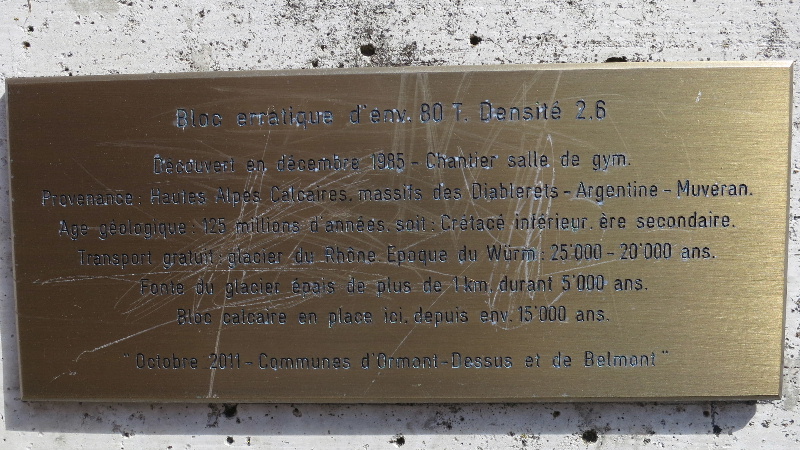 Bloc erratique d'env. 80 T. Densité 2.6
Découvert en décembre 1985 - Chantier salle de gym.
Provenance : Hautes Alpes Calcaires, massifs des Diablerets - Argentine - Muveran.
Age géologique : 125 millions d'années, soit : Crétacé inférieur, ère secondaire.
Transport gratuit : glacier du Rhône. Epoque du Würm : 25'000 - 20'000 ans.
Fonte du glacier épais de plus de 1 km, durant 5'000 ans.
Bloc calcaire en place ici, depuis env. 15'000 ans.
"Octobre 2011 - Communes d'Ormont-Dessus et de Belmont"